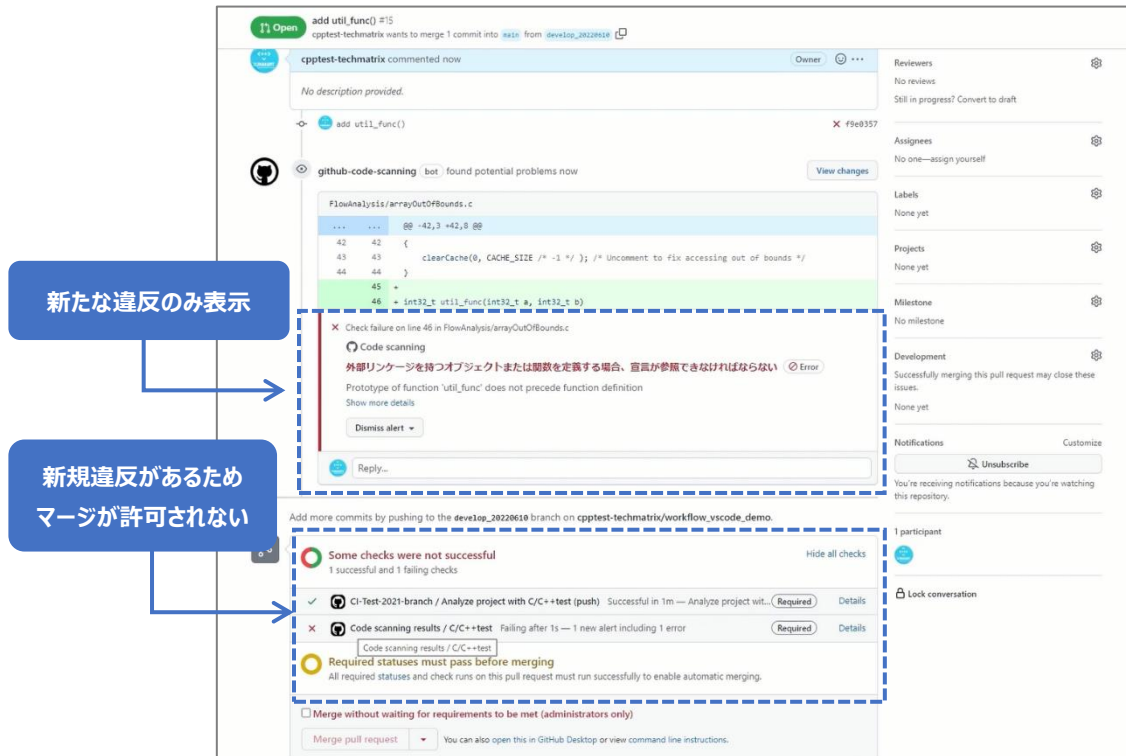 Open
add util_func() #15
cpptest-techmatrix wants to merge 1 commit into main from develop_20220610
cpptest-techmatrix commented now
Owner
No description provided.
add util_func()
f9e0357
github-code-scanning bot found potential problems now
View changes
FlowAnalysis/arrayOutOfBounds.c
... ... @@ -42,3 +42,8 @@
42 42 {
43 43 clearCache(0, CACHE_SIZE /* -1 */ ); /* Uncomment to fix accessing out of bounds */
44 44 }
45 +
46 + int32_t util_func(int32_t a, int32_t b)
新たな違反のみ表示
Check failure on line 46 in FlowAnalysis/arrayOutOfBounds.c
Code scanning
外部リンケージを持つオブジェクトまたは関数を定義する場合、宣言が参照できなければならない
Error
Prototype of function 'util_func' does not precede function definition
Show more details
Dismiss alert
Reply...
新規違反があるため
マージが許可されない
Add more commits by pushing to the develop_20220610 branch on cpptest-techmatrix/workflow_vscode_demo.
Some checks were not successful
Hide all checks
1 successful and 1 failing checks
CI-Test-2021-branch / Analyze project with C/C++test (push) Successful in 1m — Analyze project wit... Required Details
Code scanning results / C/C++test Failing after 1s — 1 new alert including 1 error Required Details
Code scanning results / C/C++test
Required statuses must pass before merging
All required statuses and check runs on this pull request must run successfully to enable automatic merging.
Merge without waiting for requirements to be met (administrators only)
Merge pull request
You can also open this in GitHub Desktop or view command line instructions.
Reviewers
No reviews
Still in progress? Convert to draft
Assignees
No one—assign yourself
Labels
None yet
Projects
None yet
Milestone
No milestone
Development
Successfully merging this pull request may close these
issues.
None yet
Notifications
Customize
Unsubscribe
You're receiving notifications because you're watching
this repository.
1 participant
Lock conversation